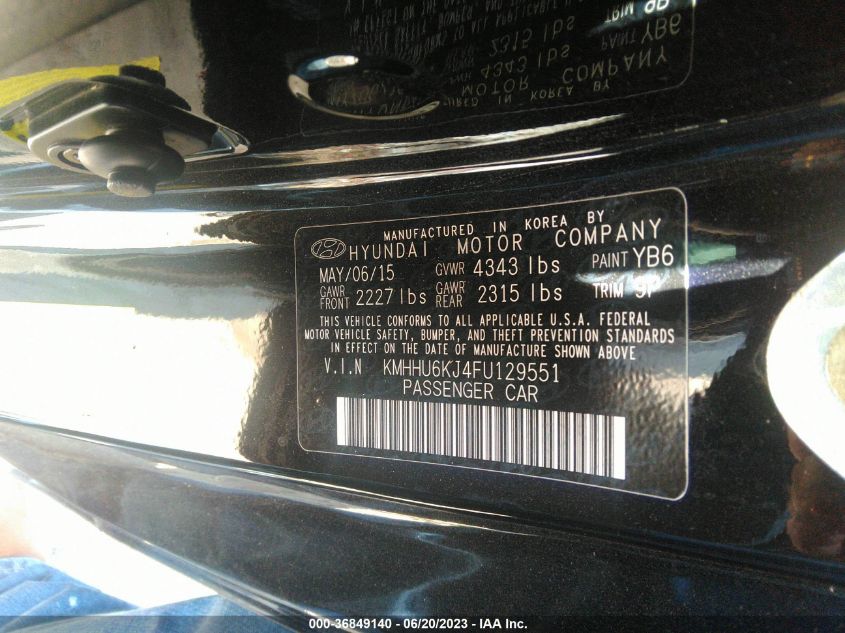 MANUFACTURED IN KOREA BY
HYUNDAI MOTOR COMPANY
MAY/06/15 GVWR 4343 lbs PAINT YB6
GAWR FRONT 2227 lbs GAWR REAR 2315 lbs TRIM
THIS VEHICLE CONFORMS TO ALL APPLICABLE U.S.A. FEDERAL
MOTOR VEHICLE SAFETY, BUMPER, AND THEFT PREVENTION STANDARDS
IN EFFECT ON THE DATE OF MANUFACTURE SHOWN ABOVE
V.I.N KMHHU6KJ4FU129551
PASSENGER CAR
000-36849140 - 06/20/2023 - IAA Inc.